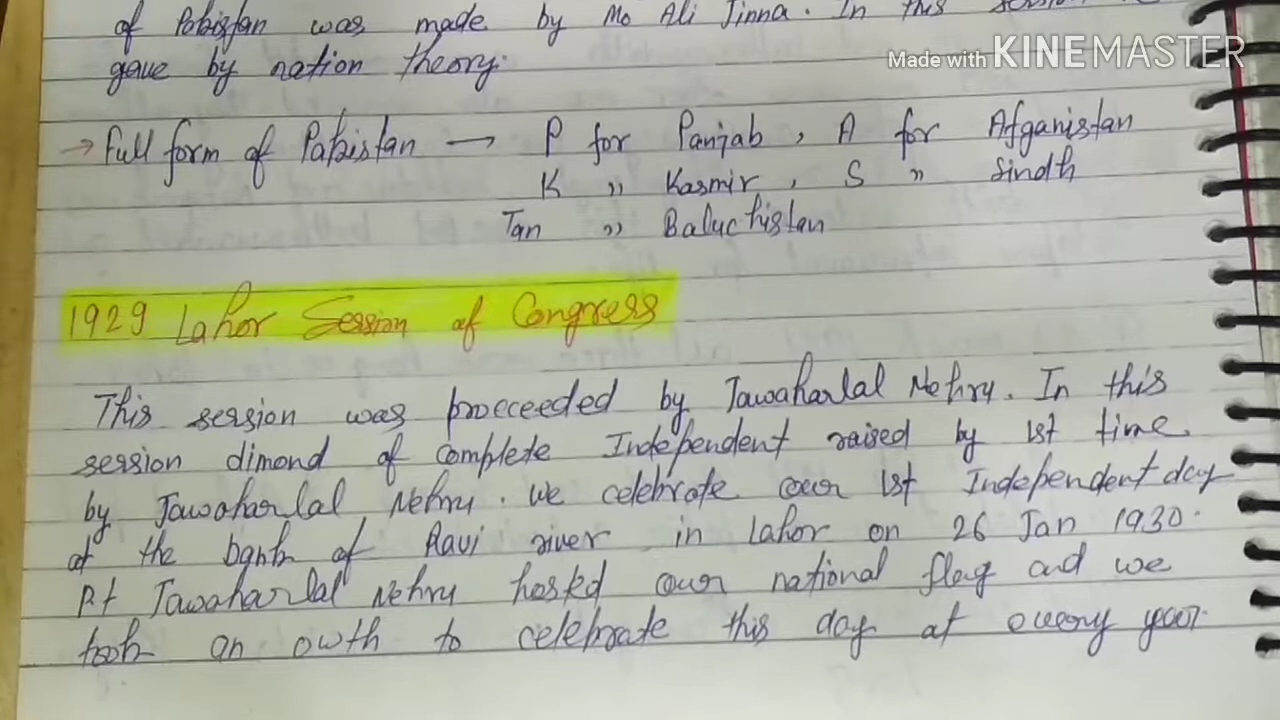 of Pakistan was made by Mo Ali Jinna. In this session
Made with KINEMASTER
gave by nation theory.
→ Full form of Pakistan → P for Panjab, A for Afganistan
K " Kasmir, S " Sindh
Tan " Baluchistan
1929 Lahor Session of Congress
This session was procceeded by Jawaharlal Nehru. In this
session dimond of complete Independent raised by 1st time
by Jawaharlal Nehru. We celebrate our 1st Independent day
at the bank of Ravi river in Lahor on 26 Jan 1930.
Pt Jawaharlal Nehru hosted our national flag and we
took an owth to celebrate this day at every year.